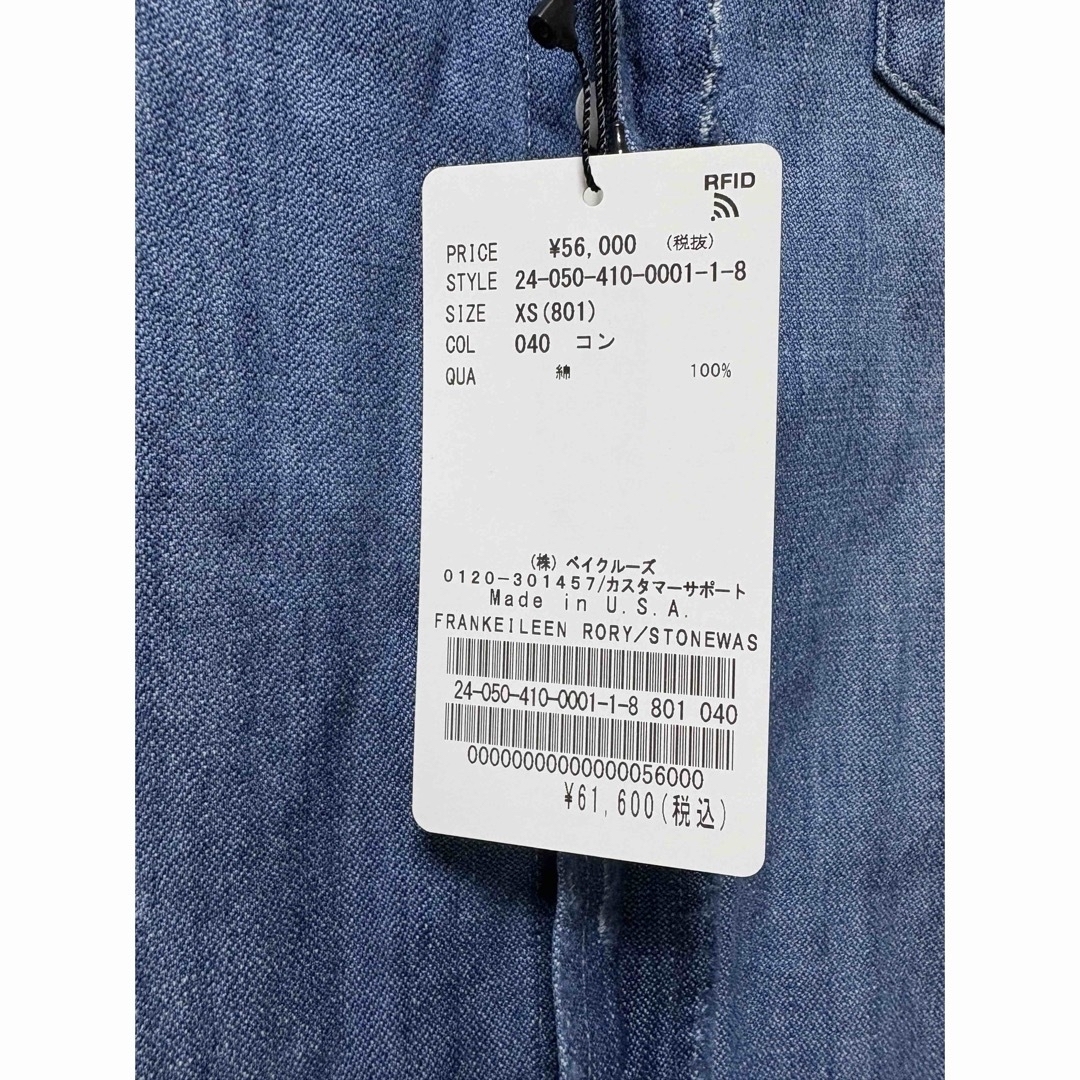 RFID
PRICE ¥56,000 (税抜)
STYLE 24-050-410-0001-1-8
SIZE XS(801)
COL 040 コン
QUA 綿 100%
(株) ベイクルーズ
0120-301457/カスタマーサポート
Made in U.S.A.
FRANKEILEEN RORY/STONEWAS
24-050-410-0001-1-8 801 040
00000000000000056000
¥61,600(税込)